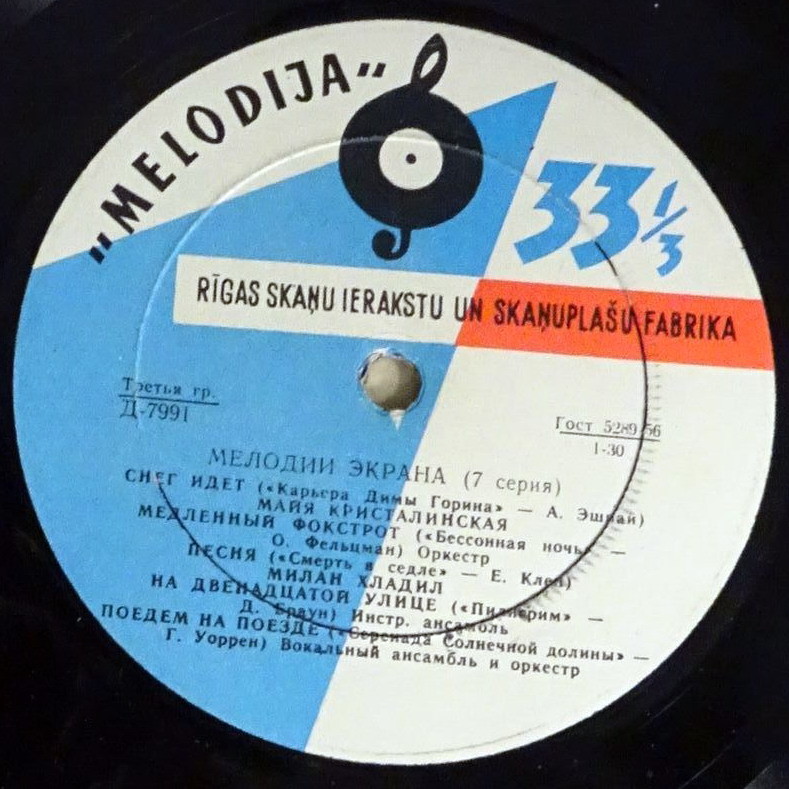 „MELODIJA“
33 1/3
RĪGAS SKAŅU IERAKSTU UN SKAŅUPLAŠU FABRIKA
Третья гр.
Д-7991
Гост 5289-56
1-30
МЕЛОДИИ ЭКРАНА (7 серия)
СНЕГ ИДЕТ («Карьера Димы Горина» — А. Эшпай)
МАЙЯ КРИСТАЛИНСКАЯ
МЕДЛЕННЫЙ ФОКСТРОТ («Бессонная ночь» —
О. Фельцман) Оркестр
ПЕСНЯ («Смерть в седле» — Е. Клен)
МИЛАН ХЛАДИЛ
НА ДВЕНАДЦАТОЙ УЛИЦЕ («Пилигрим» —
Д. Браун) Инстр. ансамбль
ПОЕДЕМ НА ПОЕЗДЕ («Серенада Солнечной долины» —
Г. Уоррен) Вокальный ансамбль и оркестр